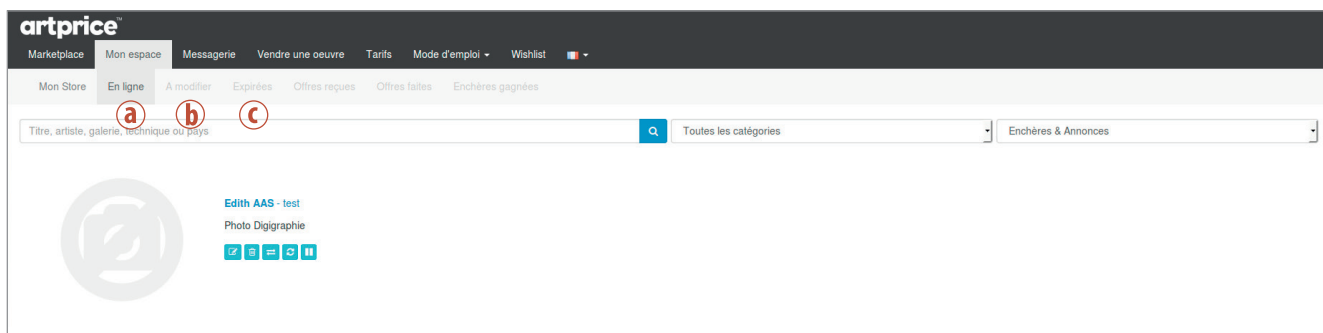 artprice™
Marketplace Mon espace Messagerie Vendre une oeuvre Tarifs Mode d'emploi Wishlist
Mon Store En ligne A modifier Expirées Offres reçues Offres faites Enchères gagnées
a b c
Titre, artiste, galerie, technique ou pays Toutes les catégories Enchères & Annonces
Edith AAS - test
Photo Digigraphie